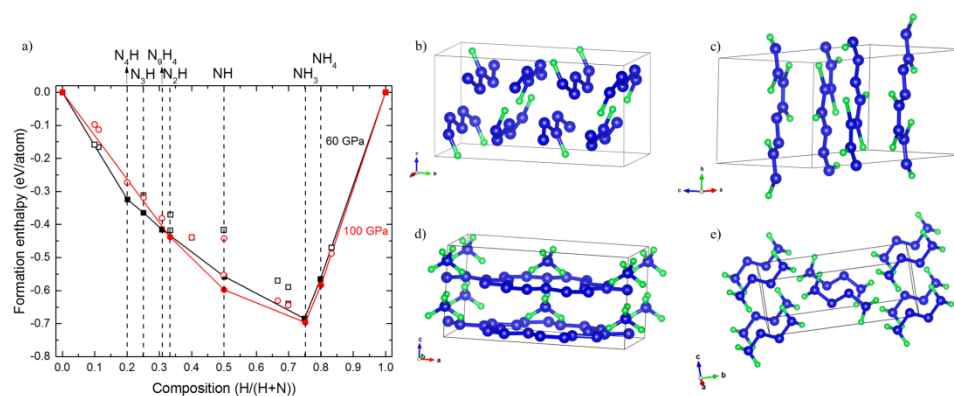 a)
N₄H
N₃H
N₉H₄
N₂H
NH
NH₃
NH₄
0.0
-0.1
-0.2
-0.3
-0.4
-0.5
-0.6
-0.7
-0.8
Formation enthalpy (eV/atom)
60 GPa
100 GPa
0.0 0.1 0.2 0.3 0.4 0.5 0.6 0.7 0.8 0.9 1.0
Composition (H/(H+N))
b)
c
b
c)
b
c
a
d)
c
b
a
e)
c
b
a